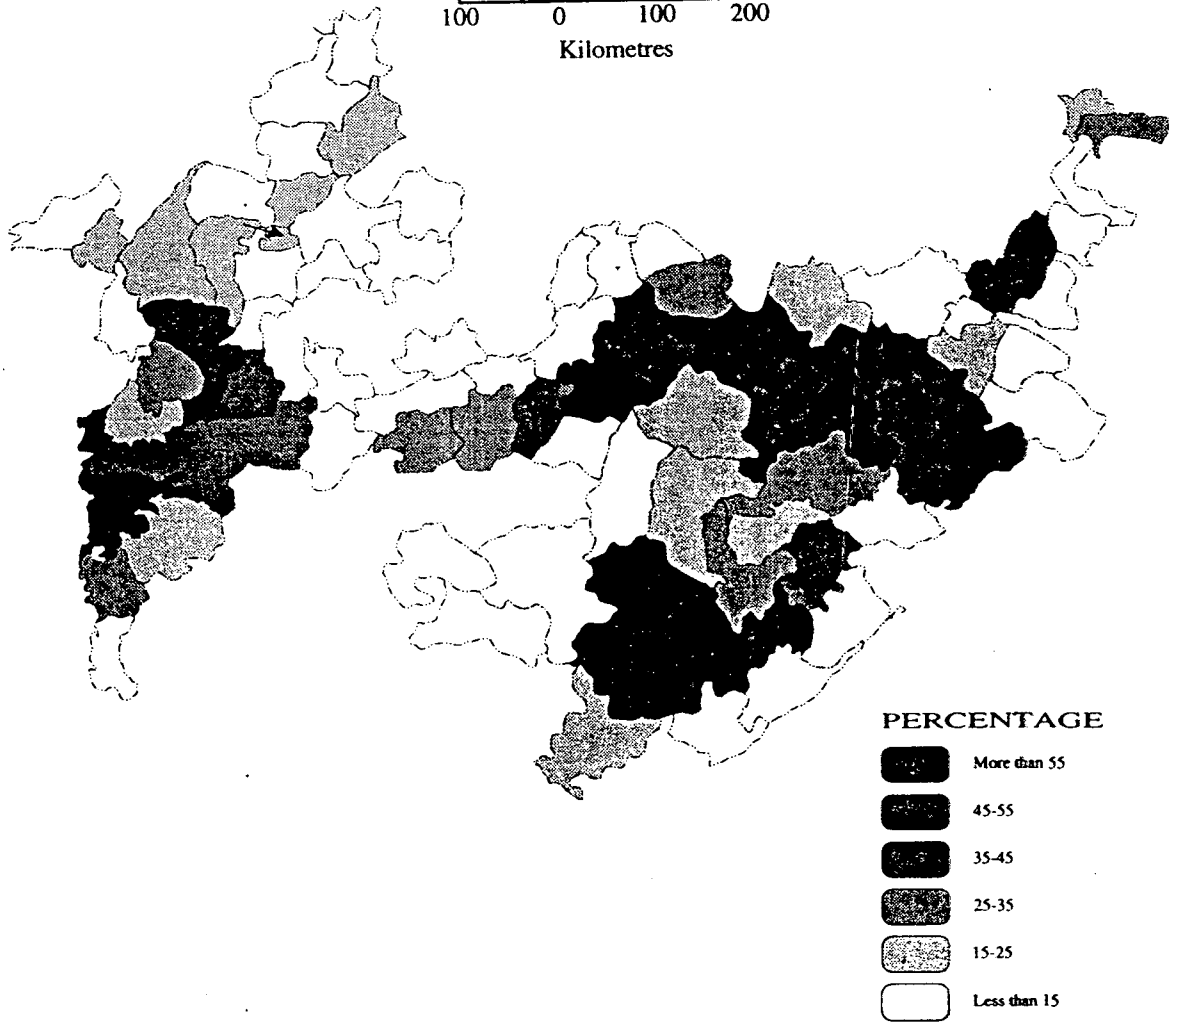 100 0 100 200
Kilometres
PERCENTAGE
More than 55
45-55
35-45
25-35
15-25
Less than 15